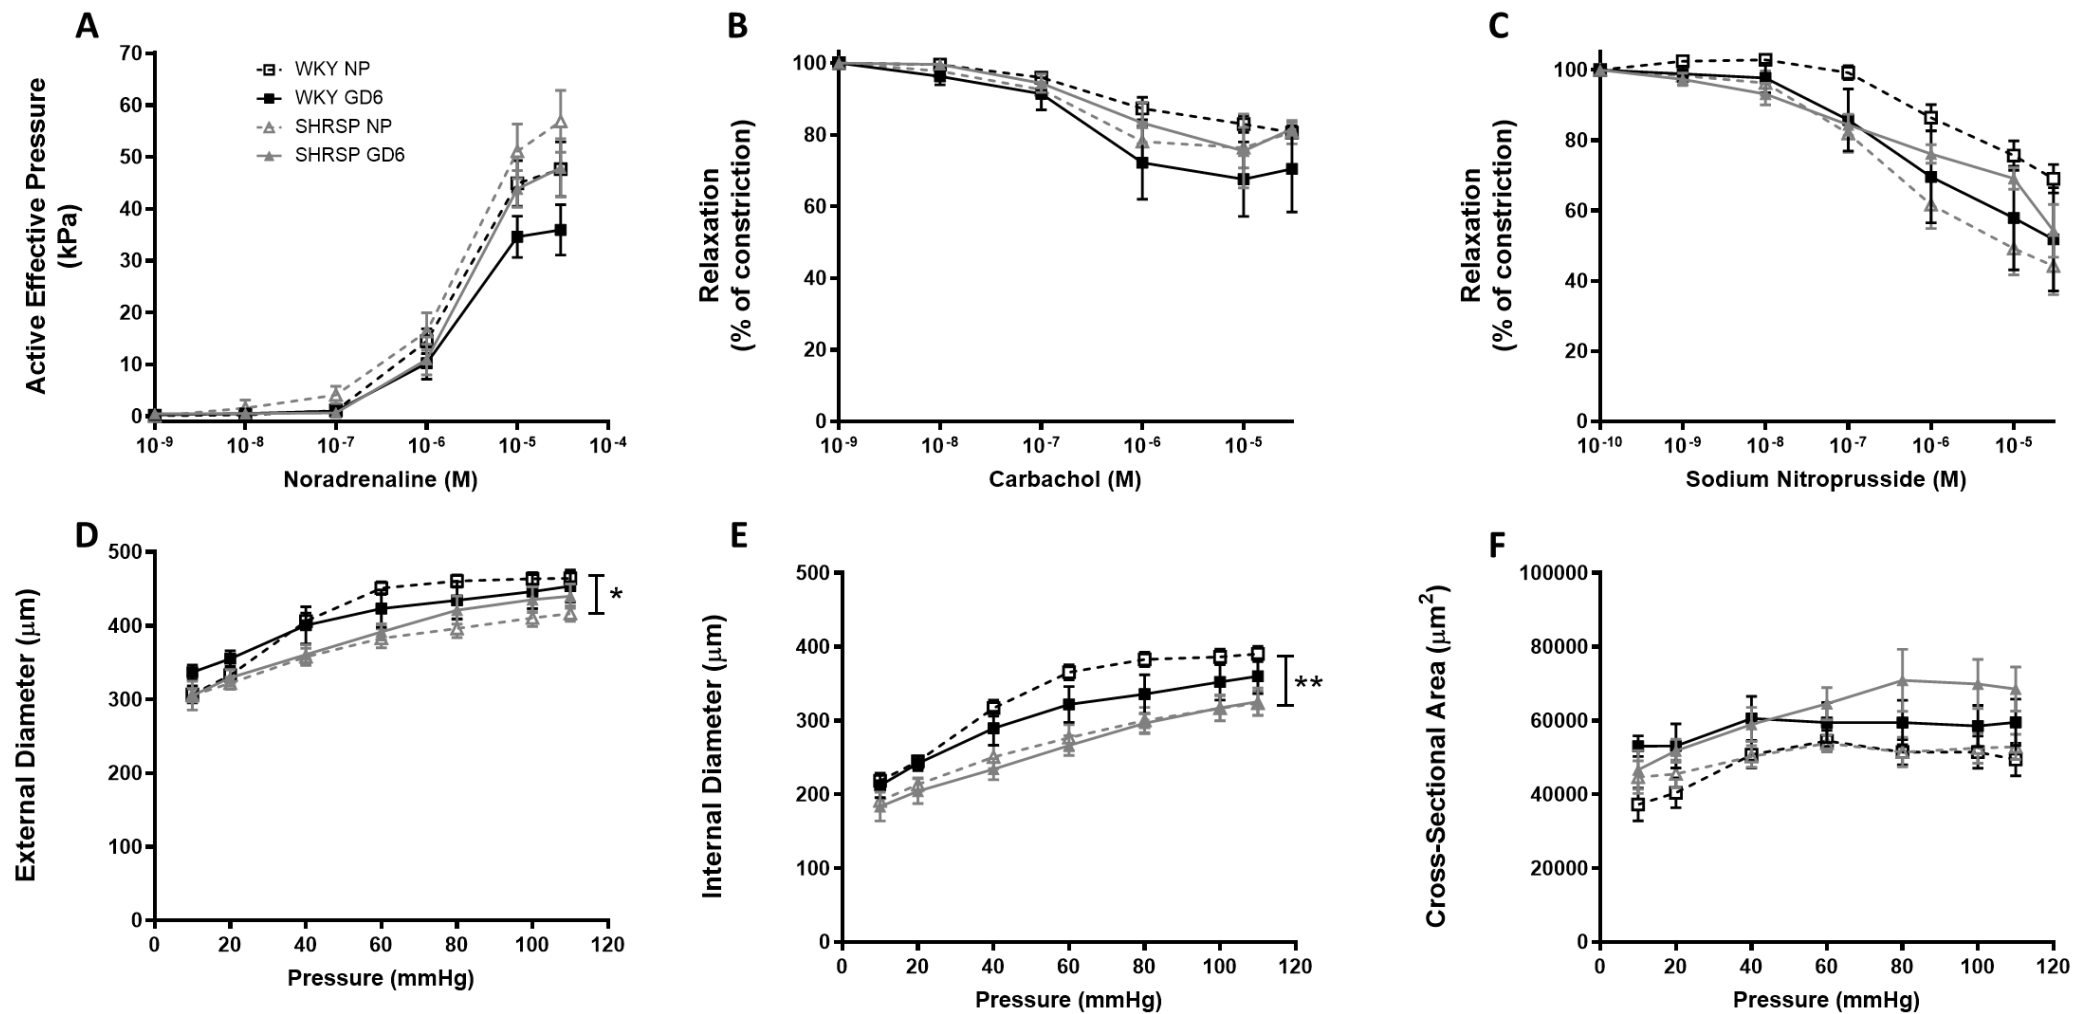 A
Active Effective Pressure
(kPa)
70
60
50
40
30
20
10
0
WKY NP
WKY GD6
SHRSP NP
SHRSP GD6
10-9 10-8 10-7 10-6 10-5 10-4
Noradrenaline (M)
B
Relaxation
(% of constriction)
100
80
60
40
20
0
10-9 10-8 10-7 10-6 10-5
Carbachol (M)
C
Relaxation
(% of constriction)
100
80
60
40
20
0
10-10 10-9 10-8 10-7 10-6 10-5
Sodium Nitroprusside (M)
D
External Diameter (μm)
500
400
300
200
100
0
*
0 20 40 60 80 100 120
Pressure (mmHg)
E
Internal Diameter (μm)
500
400
300
200
100
0
**
0 20 40 60 80 100 120
Pressure (mmHg)
F
Cross-Sectional Area (μm2)
100000
80000
60000
40000
20000
0
0 20 40 60 80 100 120
Pressure (mmHg)